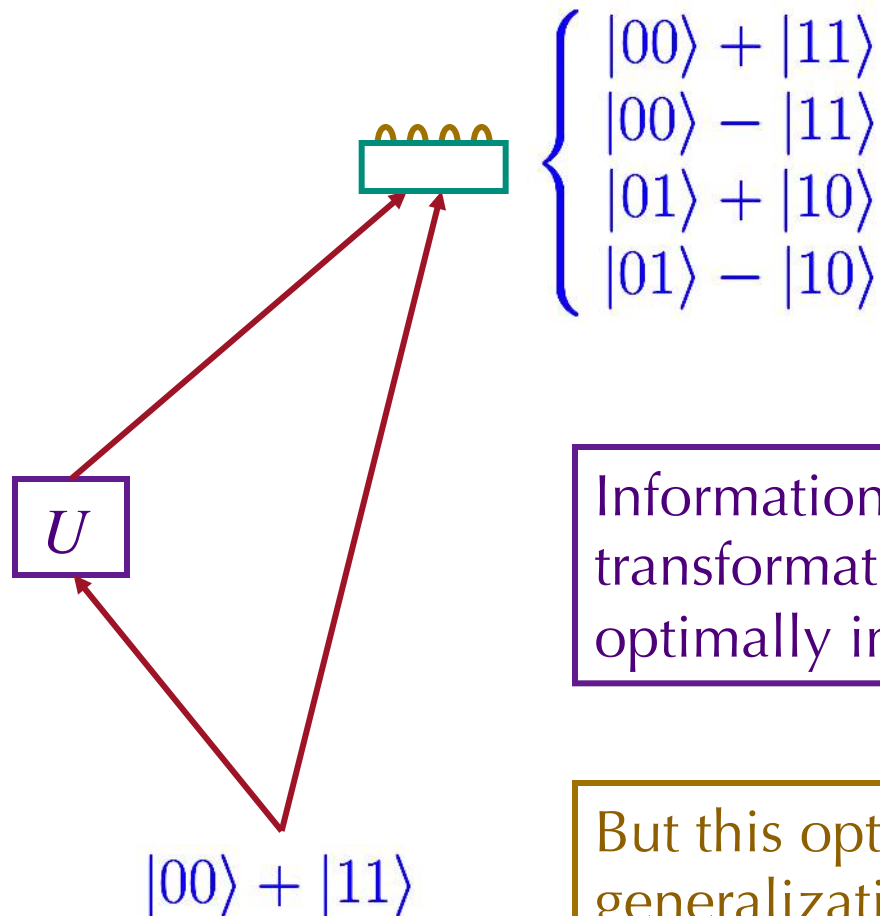 |00⟩ + |11⟩
|00⟩ − |11⟩
|01⟩ + |10⟩
|01⟩ − |10⟩
U
Information
transformat
optimally in
But this opt
generalizati
|00⟩ + |11⟩